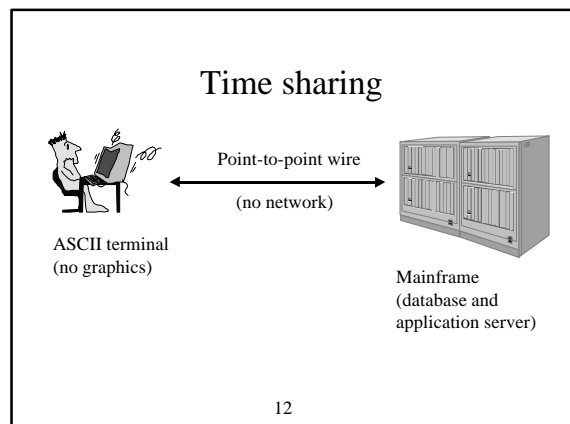 Time sharing
Point-to-point wire
(no network)
ASCII terminal
(no graphics)
Mainframe
(database and
application server)
12